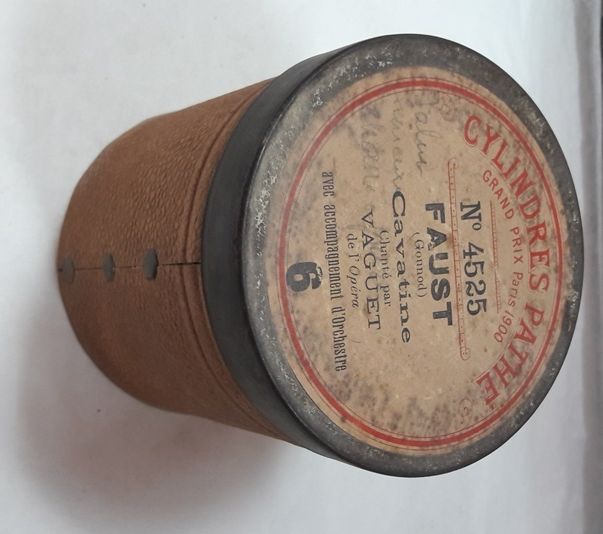 CYLINDRES PATHÉ
GRAND PRIX Paris 1900
Nº 4525
FAUST
(Gounod)
Cavatine
Chanté par
VAGUET
de l'Opéra
avec accompagnement d'Orchestre
6